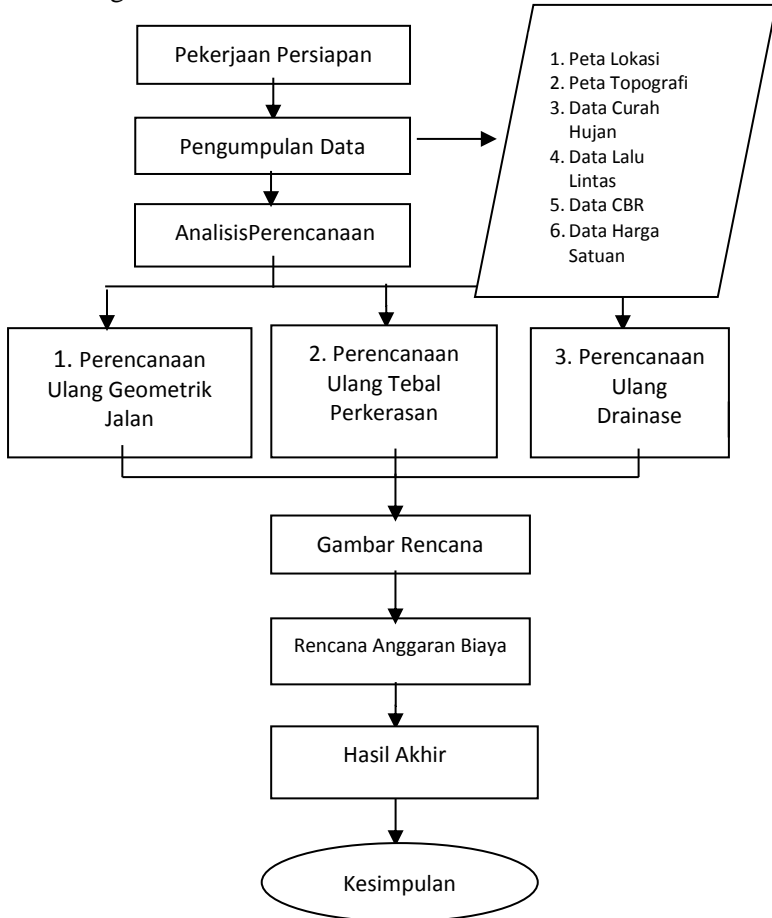 Pekerjaan Persiapan
Pengumpulan Data
1. Peta Lokasi
2. Peta Topografi
3. Data Curah
Hujan
4. Data Lalu
Lintas
5. Data CBR
6. Data Harga
Satuan
AnalisisPerencanaan
1. Perencanaan
Ulang Geometrik
Jalan
2. Perencanaan
Ulang Tebal
Perkerasan
3. Perencanaan
Ulang
Drainase
Gambar Rencana
Rencana Anggaran Biaya
Hasil Akhir
Kesimpulan